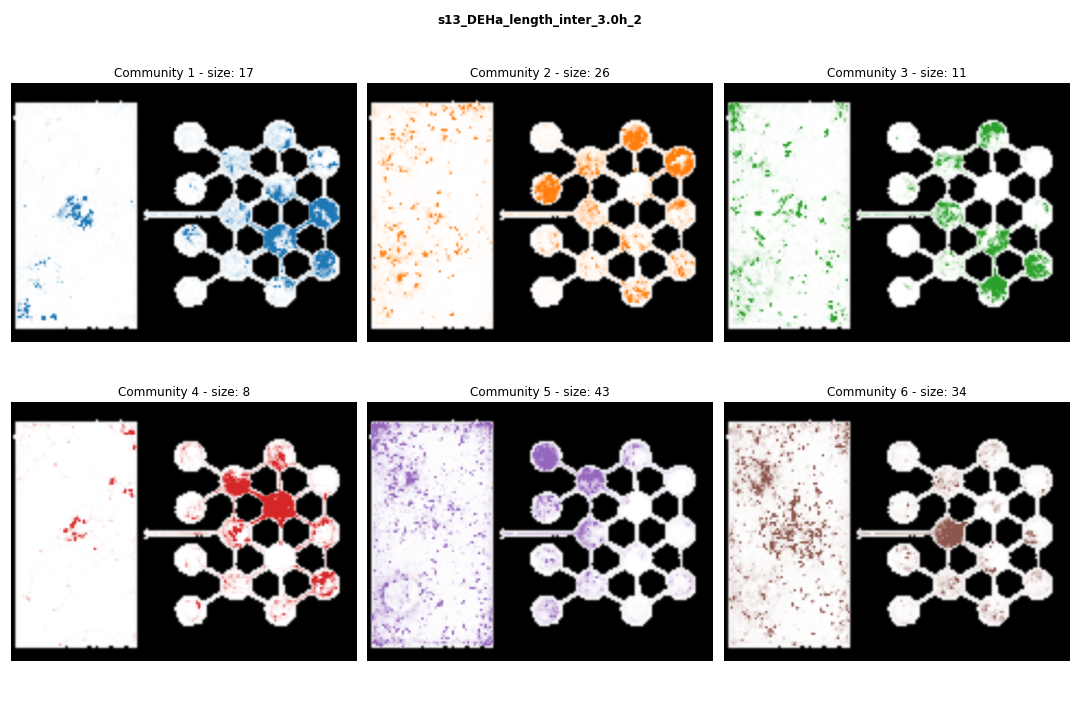 s13_DEHa_length_inter_3.0h_2
Community 1 - size: 17
Community 2 - size: 26
Community 3 - size: 11
Community 4 - size: 8
Community 5 - size: 43
Community 6 - size: 34